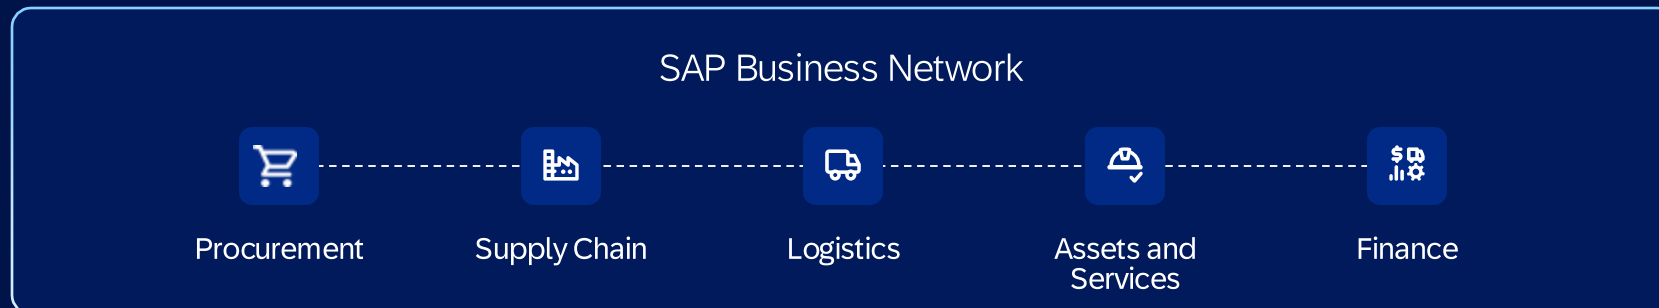 SAP Business Network
Procurement
Supply Chain
Logistics
Assets and
Services
Finance